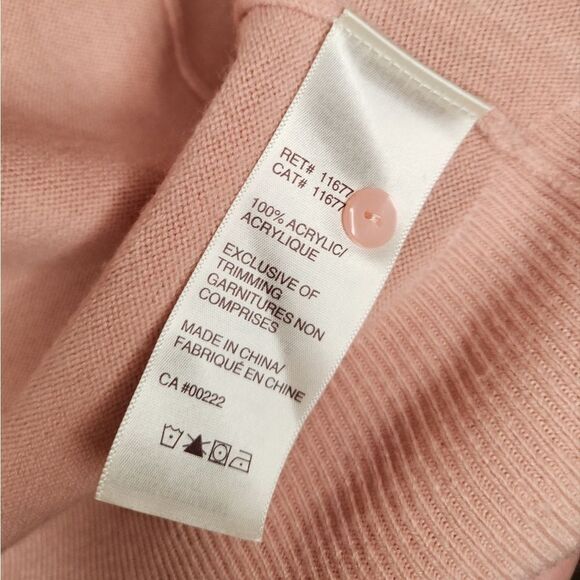 RET# 11677
CAT# 11677
100% ACRYLIC/
ACRYLIQUE
EXCLUSIVE OF
TRIMMING
GARNITURES NON
COMPRISES
MADE IN CHINA/
FABRIQUÉ EN CHINE
CA #00222